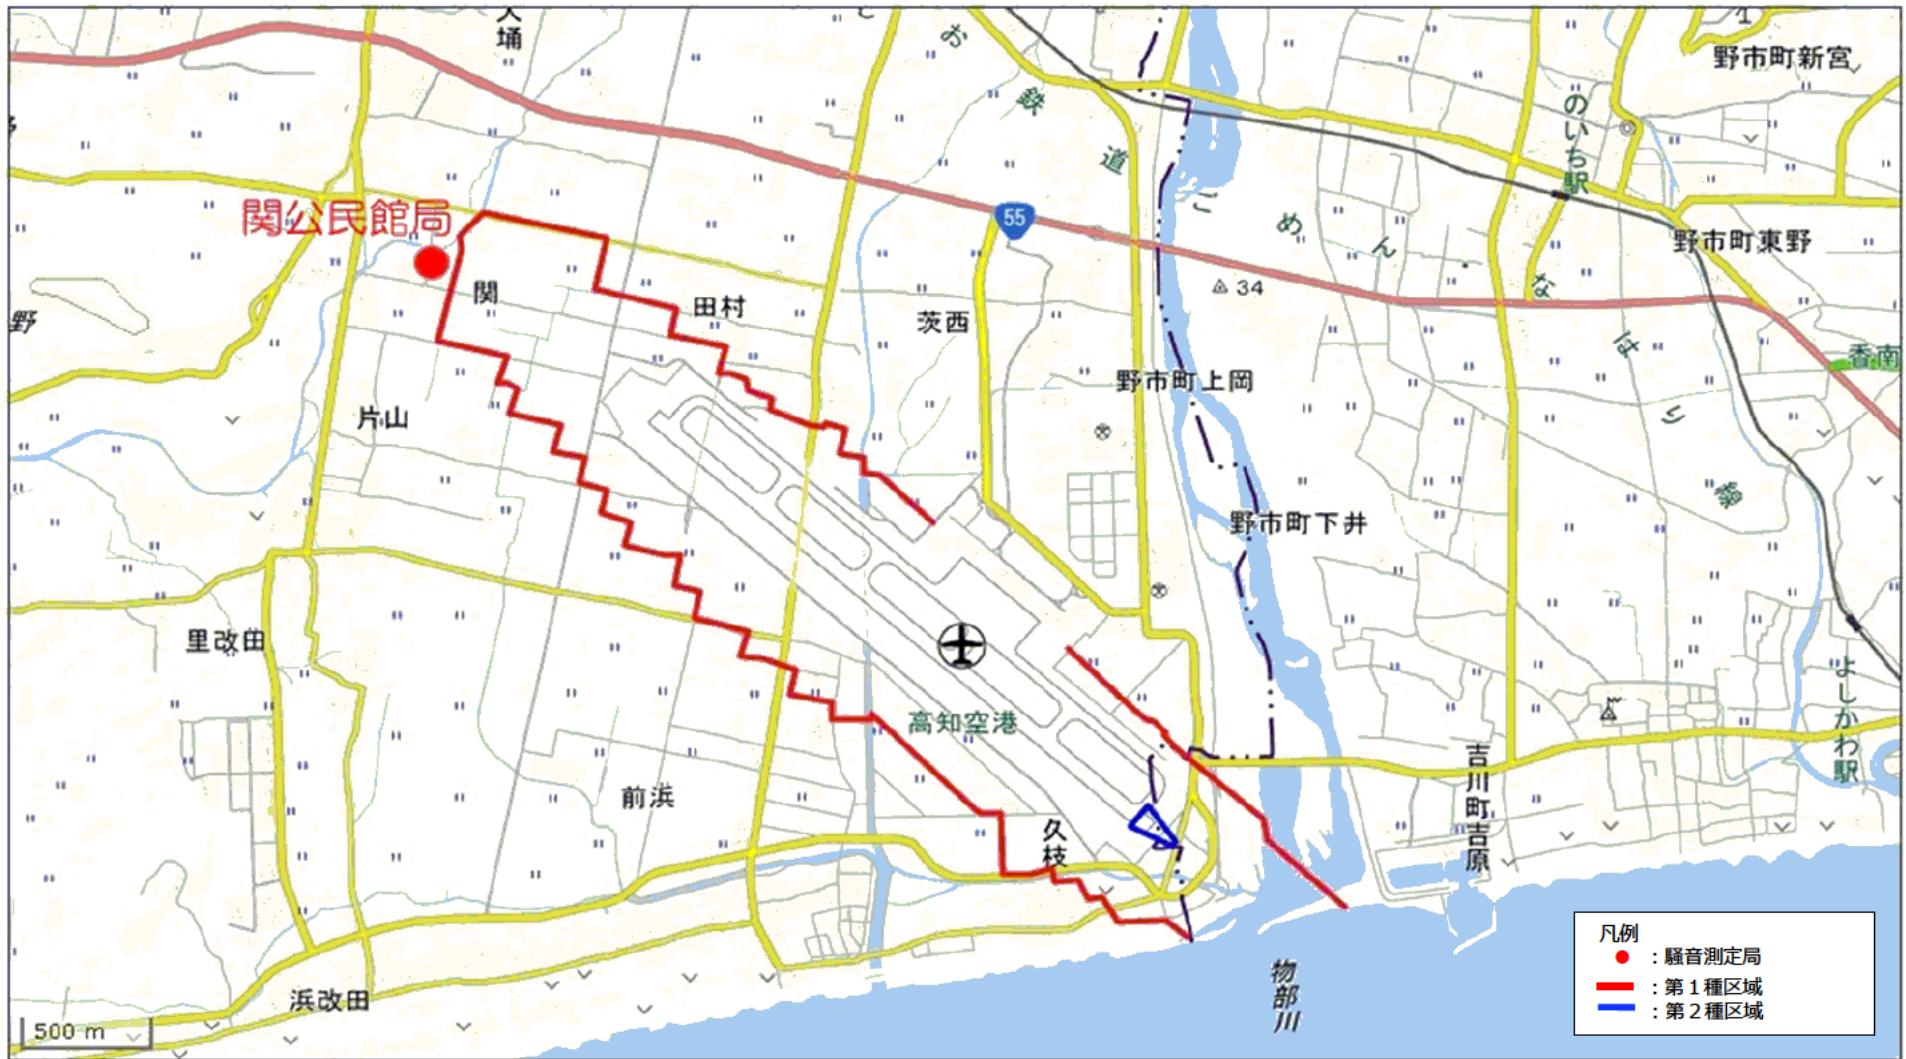 大埇
野市町新宮
のいち駅
お
鉄
道
関公民館局
55
ご
め
ん
・
な
は
り
線
野市町東野
34
関
田村
茨西
野
香南
野市町上岡
片山
野市町下井
里改田
高知空港
よしかわ駅
吉川町吉原
前浜
久枝
浜改田
物部川
500 m
凡例
：騒音測定局
：第１種区域
：第２種区域